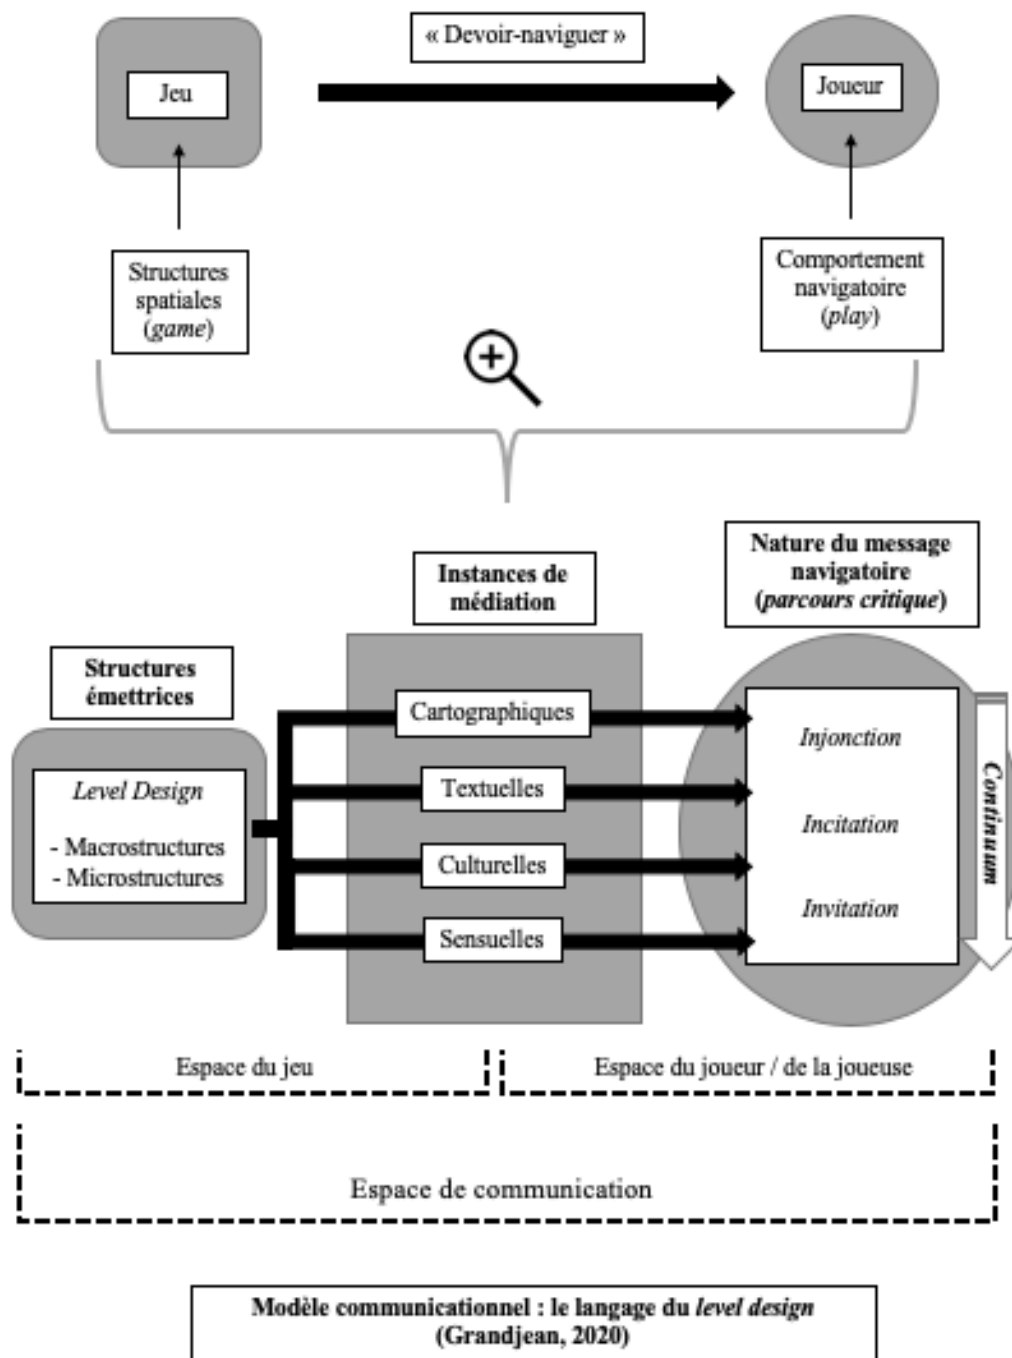 « Devoir-naviguer »
Jeu
Joueur
Structures
spatiales
(game)
Comportement
navigatoire
(play)
Nature du message
navigatoire
(parcours critique)
Instances de
médiation
Structures
émettrices
Level Design
- Macrostructures
- Microstructures
Cartographiques
Textuelles
Culturelles
Sensuelles
Injonction
Incitation
Invitation
Continuum
Espace du jeu
Espace du joueur / de la joueuse
Espace de communication
Modèle communicationnel : le langage du level design
(Grandjean, 2020)